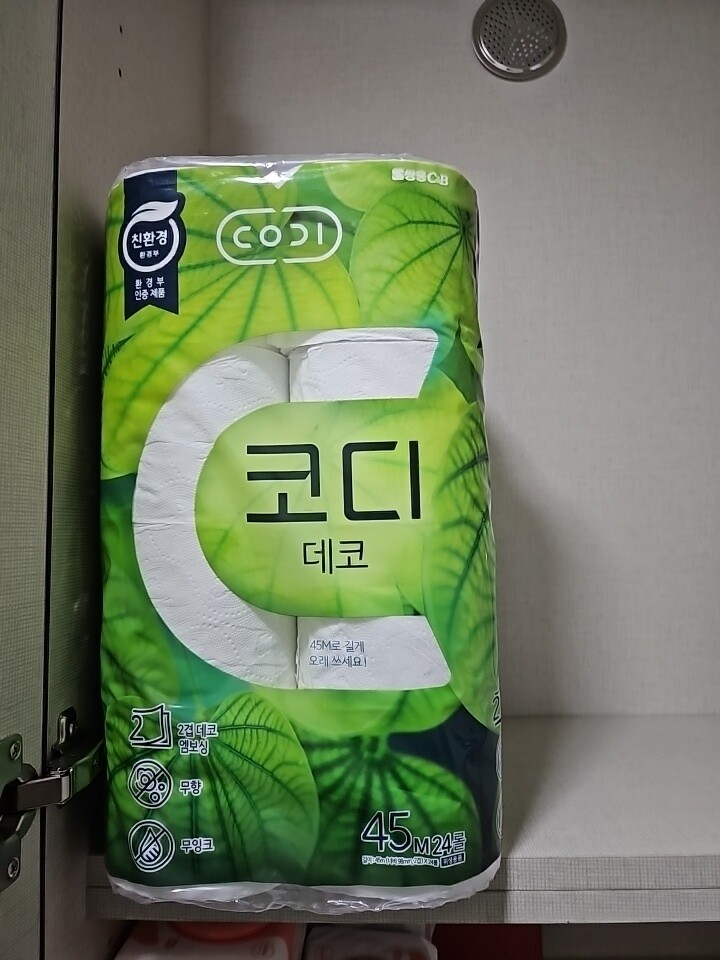 친환경
환경부
환 경 부
인증 제품
CODI
코디
데코
45M로 길게
오래 쓰세요!
2
2겹 데코
엠보싱
무향
무잉크
45M 24롤